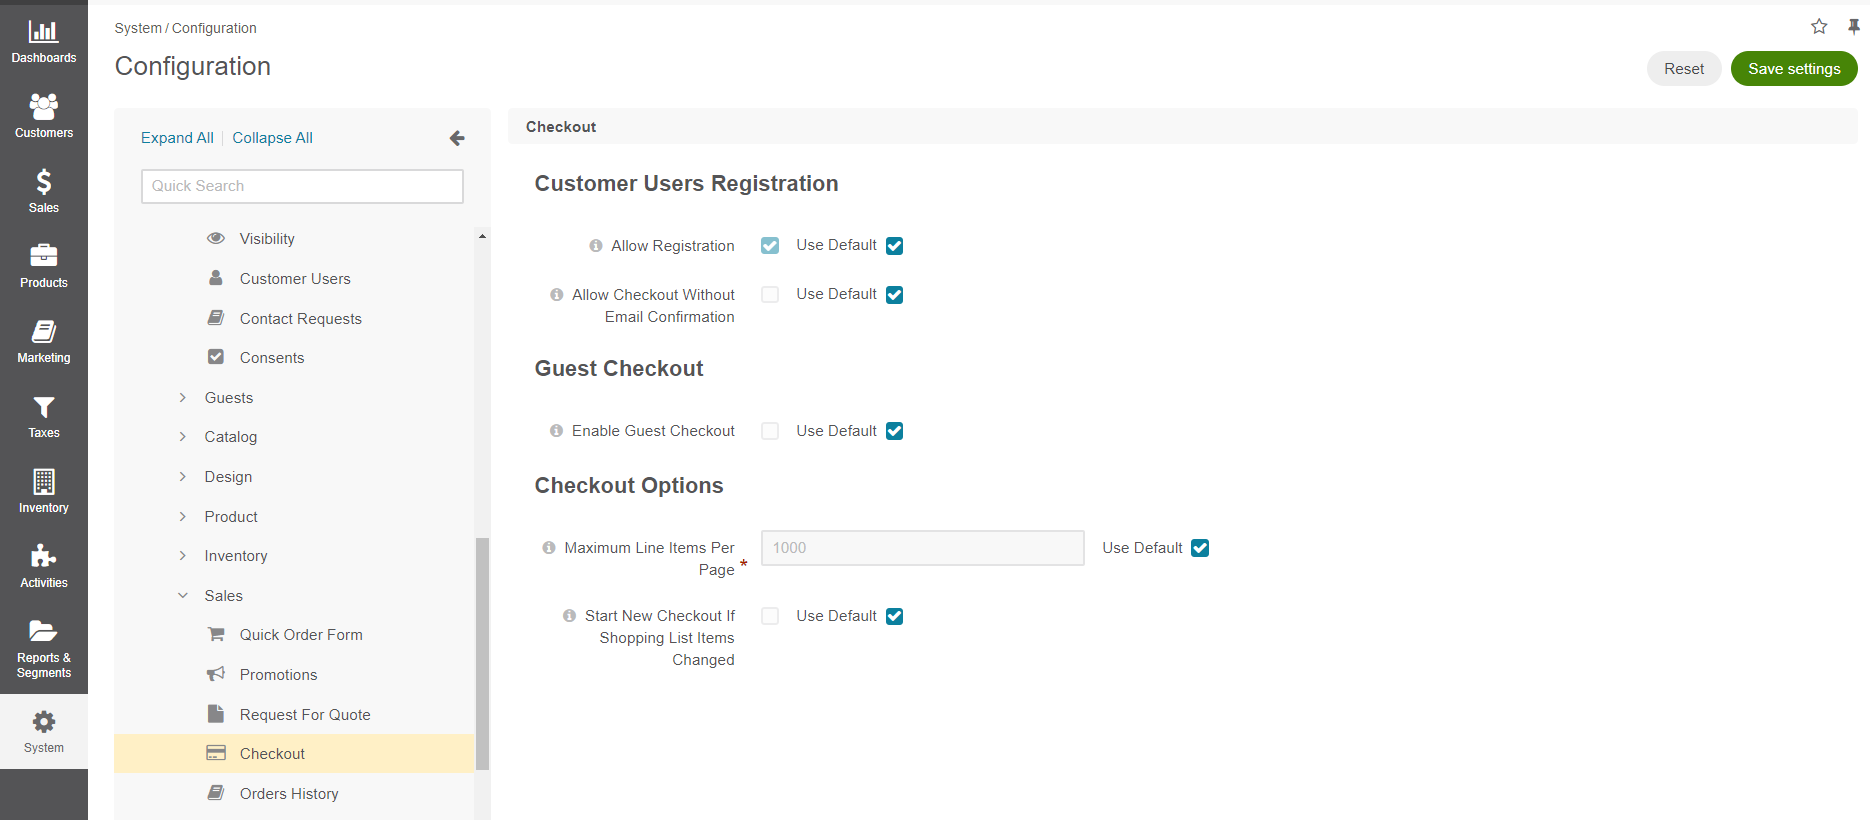 Dashboards
Customers
Sales
Products
Marketing
Taxes
Inventory
Activities
Reports &
Segments
System
System / Configuration
Configuration
Reset
Save settings
Expand All
Collapse All
Quick Search
Visibility
Customer Users
Contact Requests
Consents
Guests
Catalog
Design
Product
Inventory
Sales
Quick Order Form
Promotions
Request For Quote
Checkout
Orders History
Checkout
Customer Users Registration
Allow Registration
Use Default
Allow Checkout Without
Email Confirmation
Use Default
Guest Checkout
Enable Guest Checkout
Use Default
Checkout Options
Maximum Line Items Per
Page *
1000
Use Default
Start New Checkout If
Shopping List Items
Changed
Use Default